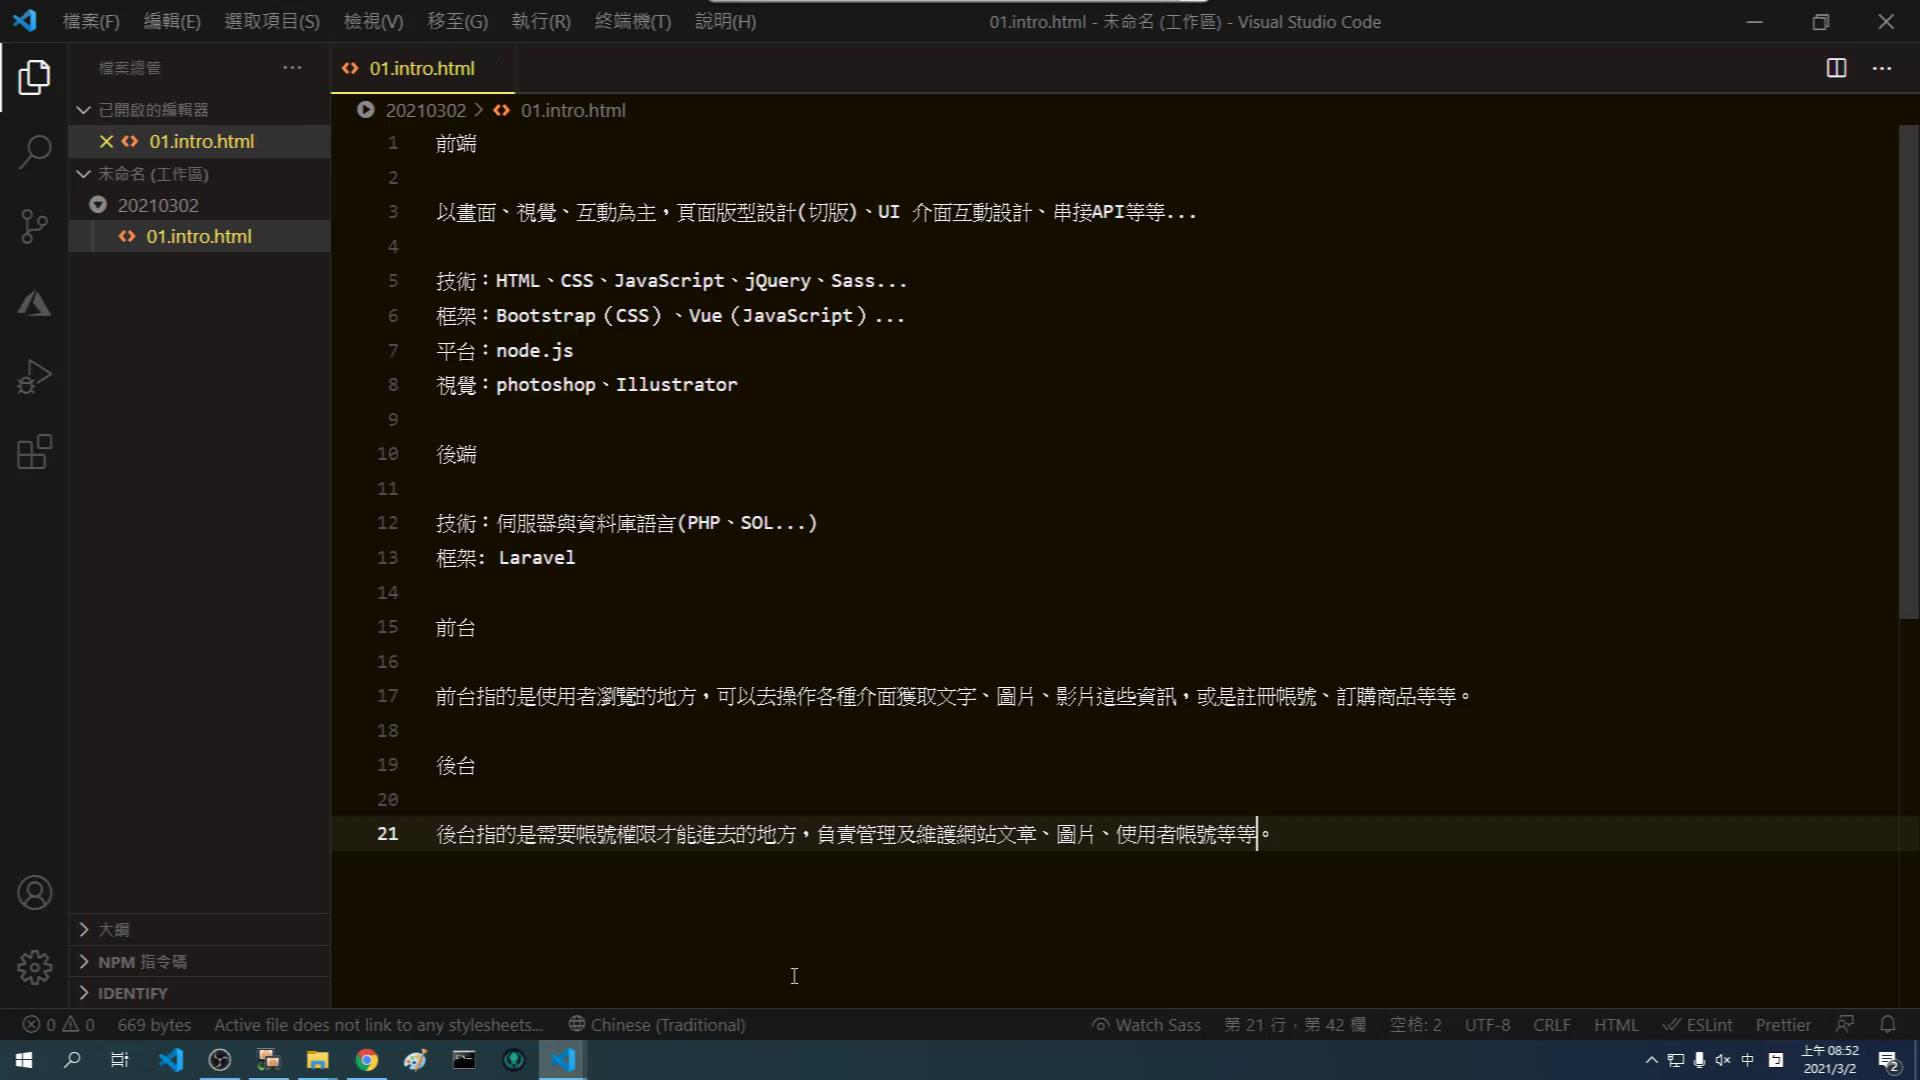 檔案(F) 編輯(E) 選取項目(S) 檢視(V) 移至(G) 執行(R) 終端機(T) 說明(H) 01.intro.html - 未命名 (工作區) - Visual Studio Code
檔案總管 ···
已開啟的編輯器
01.intro.html
未命名 (工作區)
20210302
01.intro.html
大綱
NPM 指令碼
IDENTIFY
01.intro.html
20210302 > 01.intro.html
1 前端
2
3 以畫面、視覺、互動為主，頁面版型設計(切版)、UI 介面互動設計、串接API等等...
4
5 技術：HTML、CSS、JavaScript、jQuery、Sass...
6 框架：Bootstrap（CSS）、Vue（JavaScript）...
7 平台：node.js
8 視覺：photoshop、Illustrator
9
10 後端
11
12 技術：伺服器與資料庫語言(PHP、SQL...)
13 框架: Laravel
14
15 前台
16
17 前台指的是使用者瀏覽的地方，可以去操作各種介面獲取文字、圖片、影片這些資訊，或是註冊帳號、訂購商品等等。
18
19 後台
20
21 後台指的是需要帳號權限才能進去的地方，負責管理及維護網站文章、圖片、使用者帳號等等。
0 0 669 bytes Active file does not link to any stylesheets... Chinese (Traditional) Watch Sass 第 21 行，第 42 欄 空格: 2 UTF-8 CRLF HTML ESLint Prettier
中 上午 08:52
2021/3/2
2